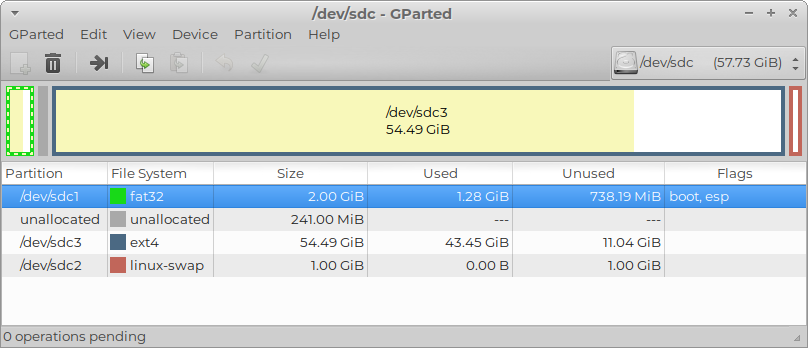 /dev/sdc - GParted
GParted Edit View Device Partition Help
/dev/sdc (57.73 GiB)
/dev/sdc3
54.49 GiB
Partition File System Size Used Unused Flags
/dev/sdc1 fat32 2.00 GiB 1.28 GiB 738.19 MiB boot, esp
unallocated unallocated 241.00 MiB --- ---
/dev/sdc3 ext4 54.49 GiB 43.45 GiB 11.04 GiB
/dev/sdc2 linux-swap 1.00 GiB 0.00 B 1.00 GiB
0 operations pending